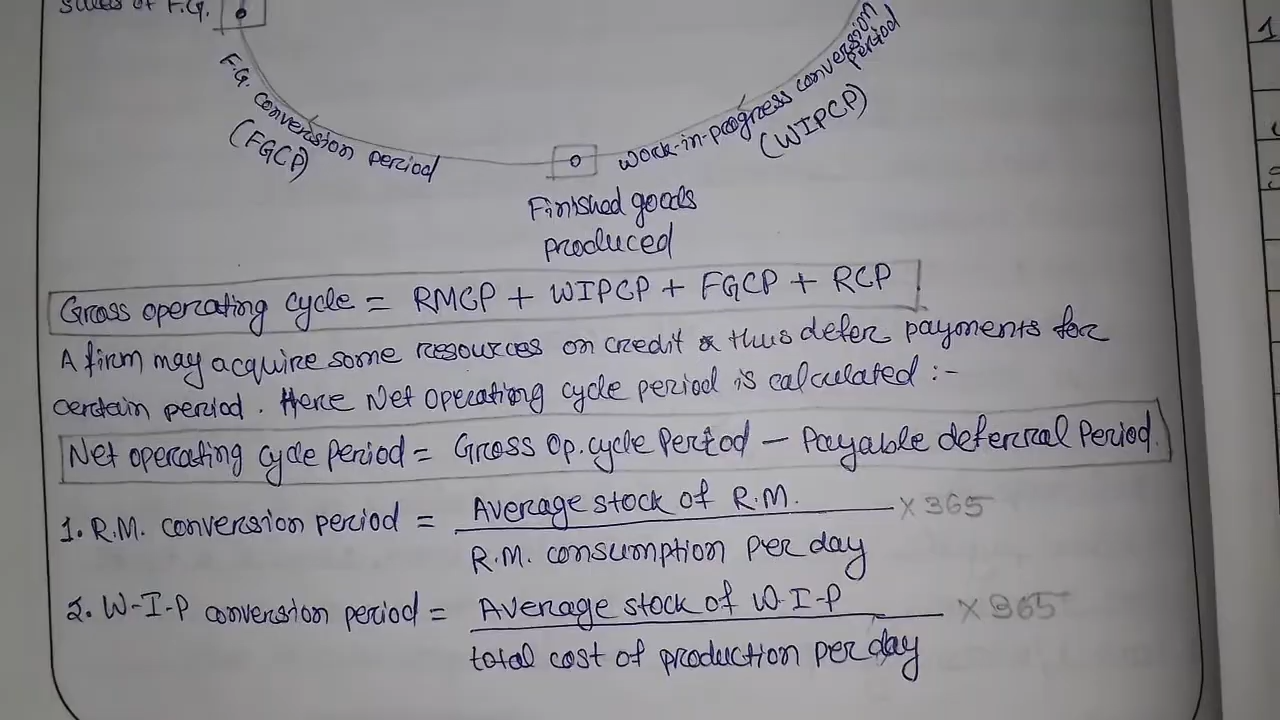 sales of F.G.
F.G. conversion period
(FGCP)
work-in-progress conversion
period
(WIPCP)
Finished goods
produced
Gross operating cycle = RMCP + WIPCP + FGCP + RCP
A firm may acquire some resources on credit & thus defer payments for
certain period. Here Net operating cycle period is calculated :-
Net operating cycle period = Gross Op. cycle Period - Payable deferral Period.
1. R.M. conversion period = Average stock of R.M. × 365
R.M. consumption per day
2. W-I-P conversion period = Average stock of W-I-P × 365
total cost of production per day
1